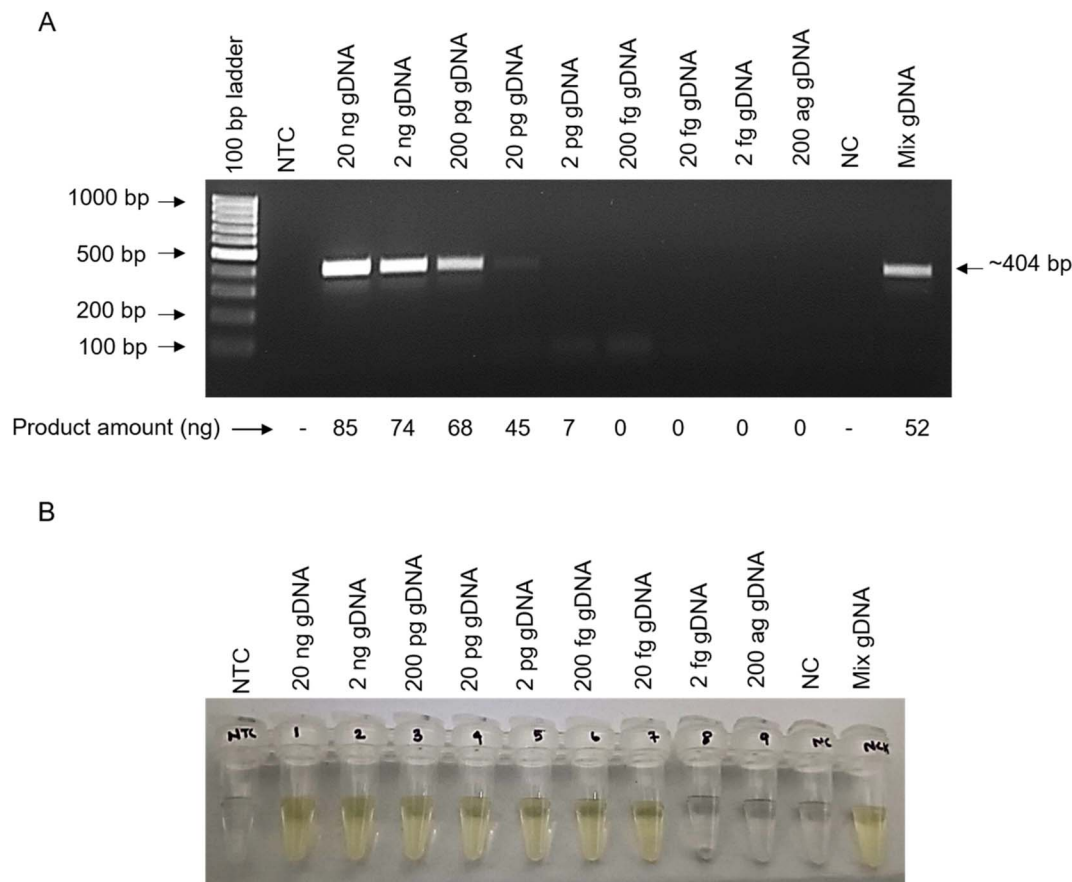 A
100 bp ladder
NTC
20 ng gDNA
2 ng gDNA
200 pg gDNA
20 pg gDNA
2 pg gDNA
200 fg gDNA
20 fg gDNA
2 fg gDNA
200 ag gDNA
NC
Mix gDNA
1000 bp
500 bp
200 bp
100 bp
~404 bp
Product amount (ng) - 85 74 68 45 7 0 0 0 0 - 52
B
NTC
20 ng gDNA
2 ng gDNA
200 pg gDNA
20 pg gDNA
2 pg gDNA
200 fg gDNA
20 fg gDNA
2 fg gDNA
200 ag gDNA
NC
Mix gDNA
NTC 1 2 3 4 5 6 7 8 9 NC